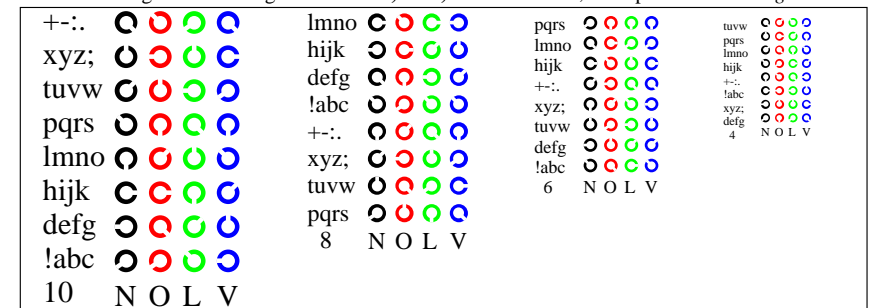 +-:.
xyz;
tuvw
pqrs
lmno
hijk
defg
!abc
10 N O L V
lmno
hijk
defg
!abc
+-:.
xyz;
tuvw
pqrs
8 N O L V
pqrs
lmno
hijk
+-:.
xyz;
tuvw
defg
!abc
6 N O L V
tuvw
pqrs
lmno
hijk
+-:.
!abc
xyz;
defg
4 N O L V